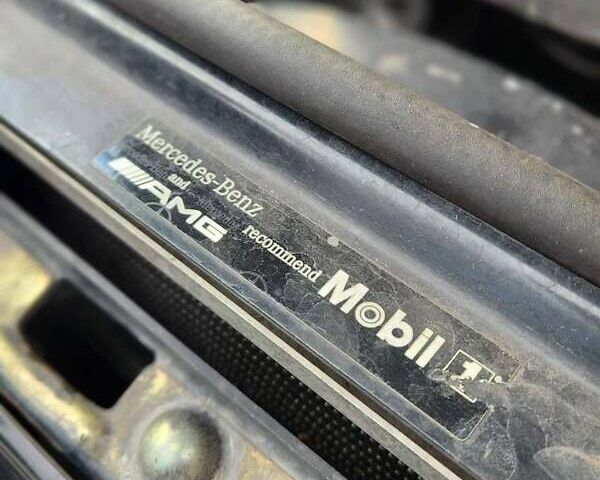 Mercedes-Benz
and
AMG
recommend
Mobil 1